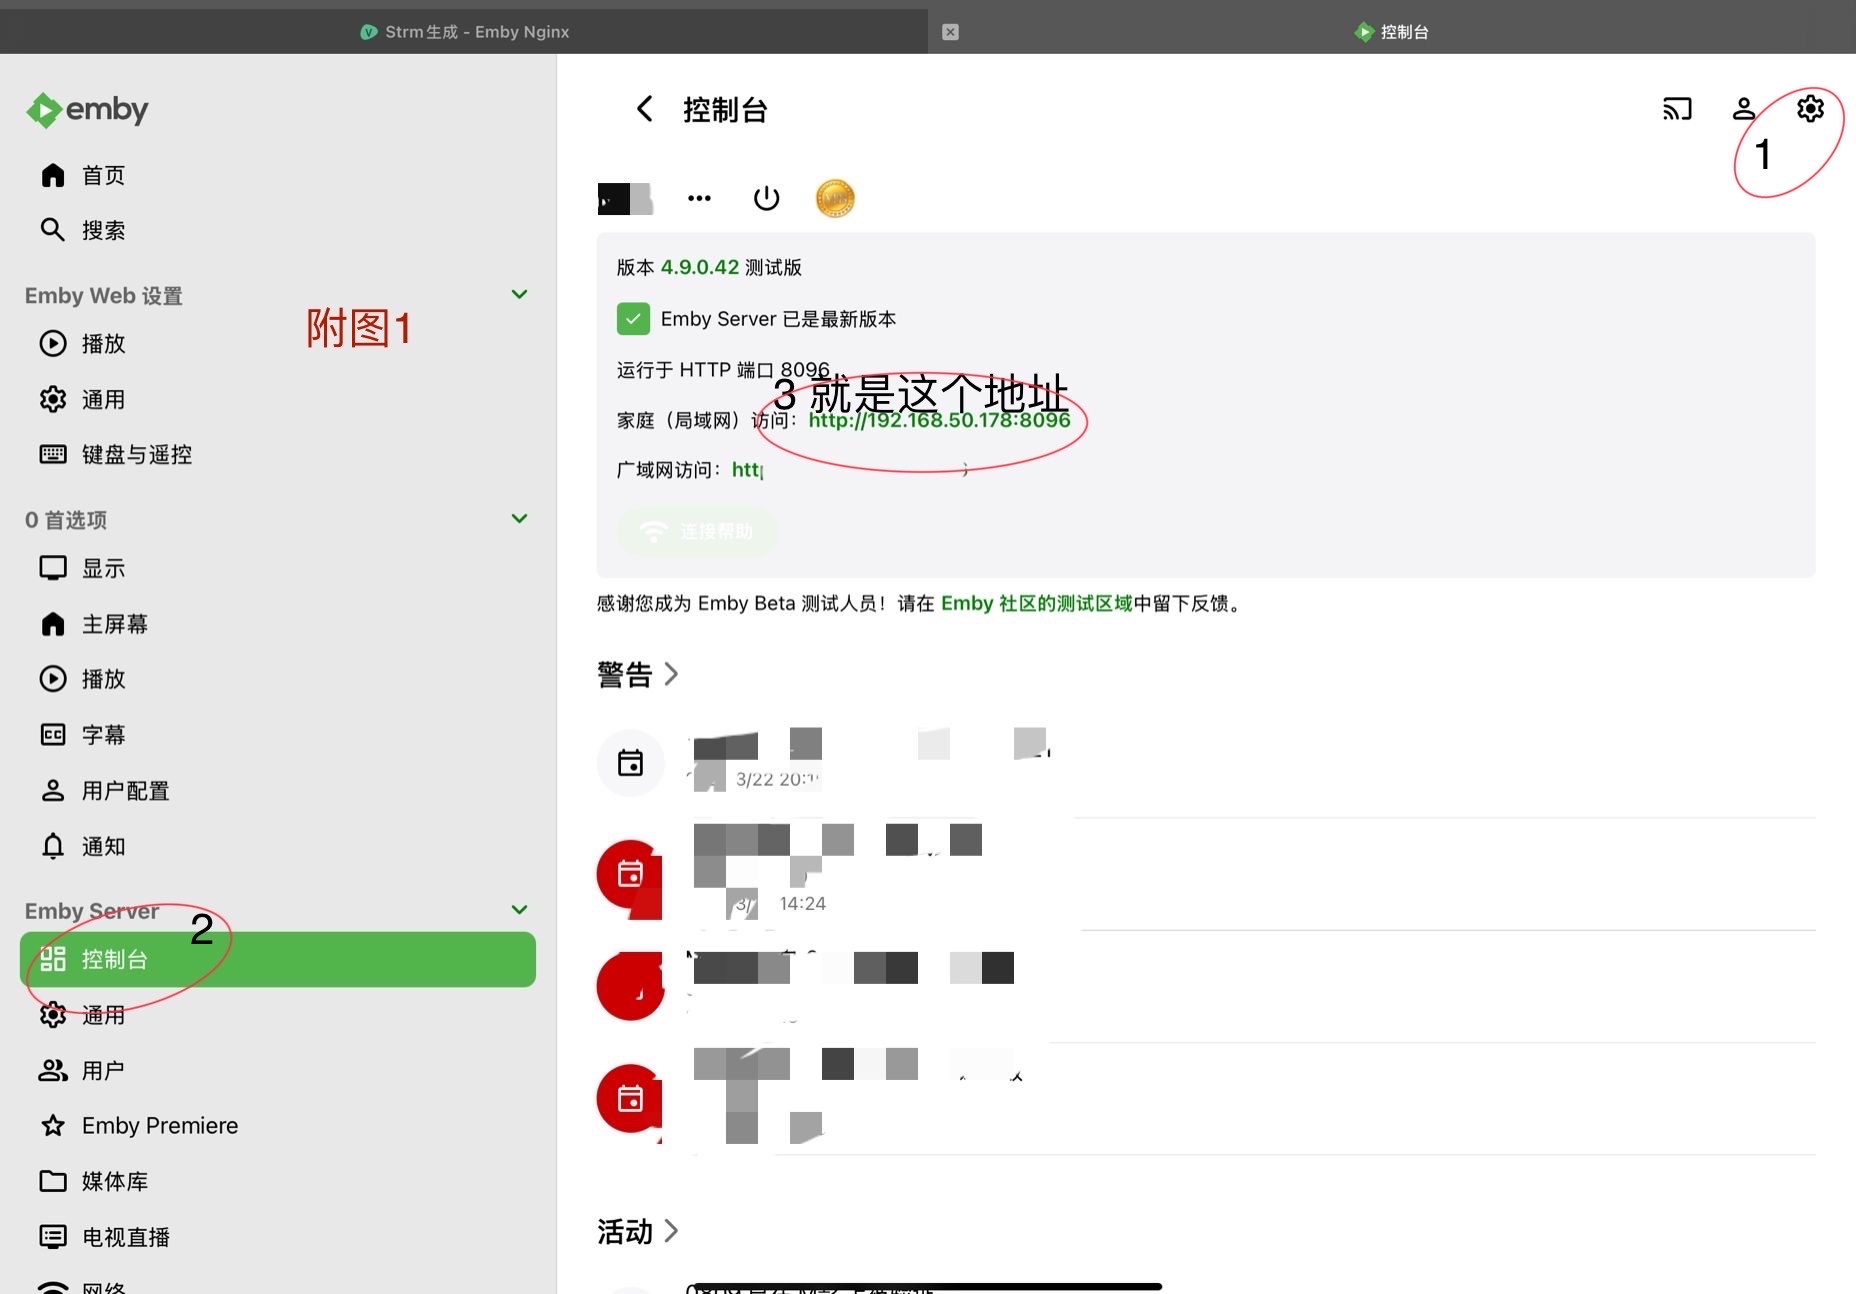 Strm生成 - Emby Nginx
控制台
emby
首页
搜索
Emby Web 设置
附图1
播放
通用
键盘与遥控
0 首选项
显示
主屏幕
播放
字幕
用户配置
通知
Emby Server
2
控制台
通用
用户
Emby Premiere
媒体库
电视直播
网络
控制台
1
版本 4.9.0.42 测试版
Emby Server 已是最新版本
运行于 HTTP 端口 8096
3 就是这个地址
家庭（局域网）访问：http://192.168.50.178:8096
广域网访问：
连接帮助
感谢您成为 Emby Beta 测试人员！请在 Emby 社区的测试区域中留下反馈。
警告
3/22
14:24
活动